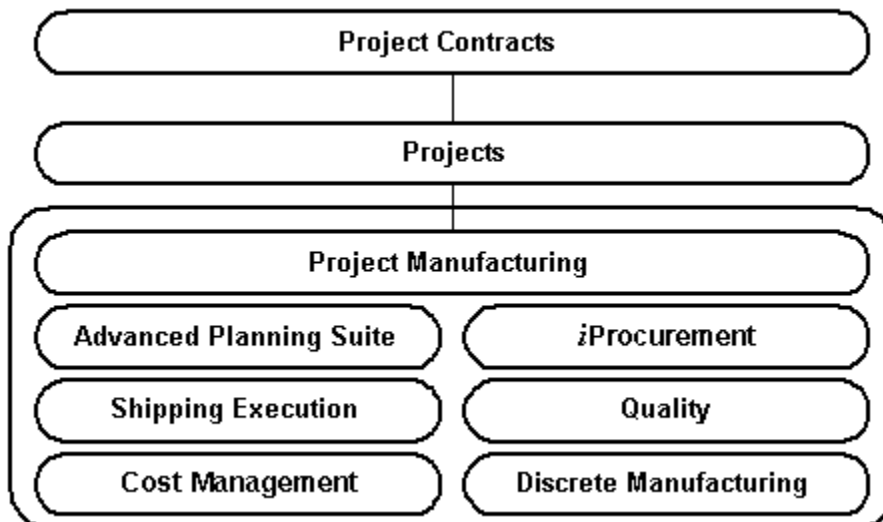 Project Contracts
Projects
Project Manufacturing
Advanced Planning Suite
iProcurement
Shipping Execution
Quality
Cost Management
Discrete Manufacturing